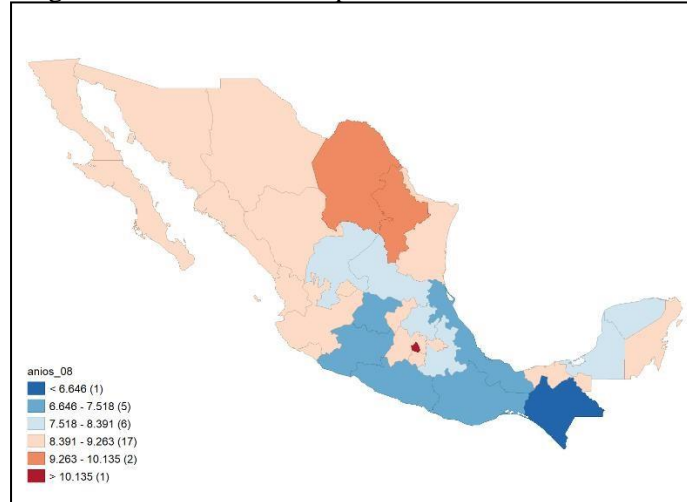 anios_08
< 6.646 (1)
6.646 - 7.518 (5)
7.518 - 8.391 (6)
8.391 - 9.263 (17)
9.263 - 10.135 (2)
> 10.135 (1)